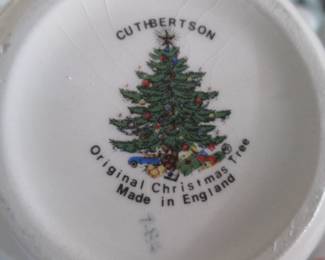 CUTHBERTSON
Original Christmas Tree
Made in England